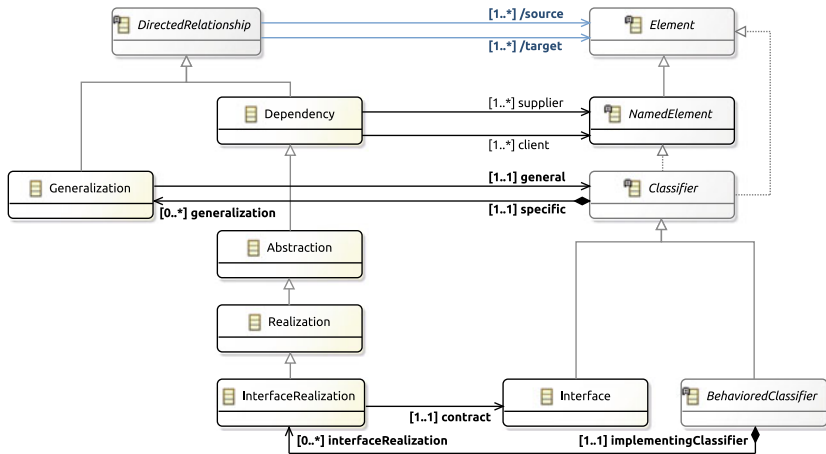 DirectedRelationship
[1..*] /source
Element
[1..*] /target
Dependency
[1..*] supplier
NamedElement
[1..*] client
Generalization
[1..1] general
Classifier
[0..*] generalization
[1..1] specific
Abstraction
Realization
InterfaceRealization
Interface
BehavioredClassifier
[1..1] contract
[0..*] interfaceRealization
[1..1] implementingClassifier